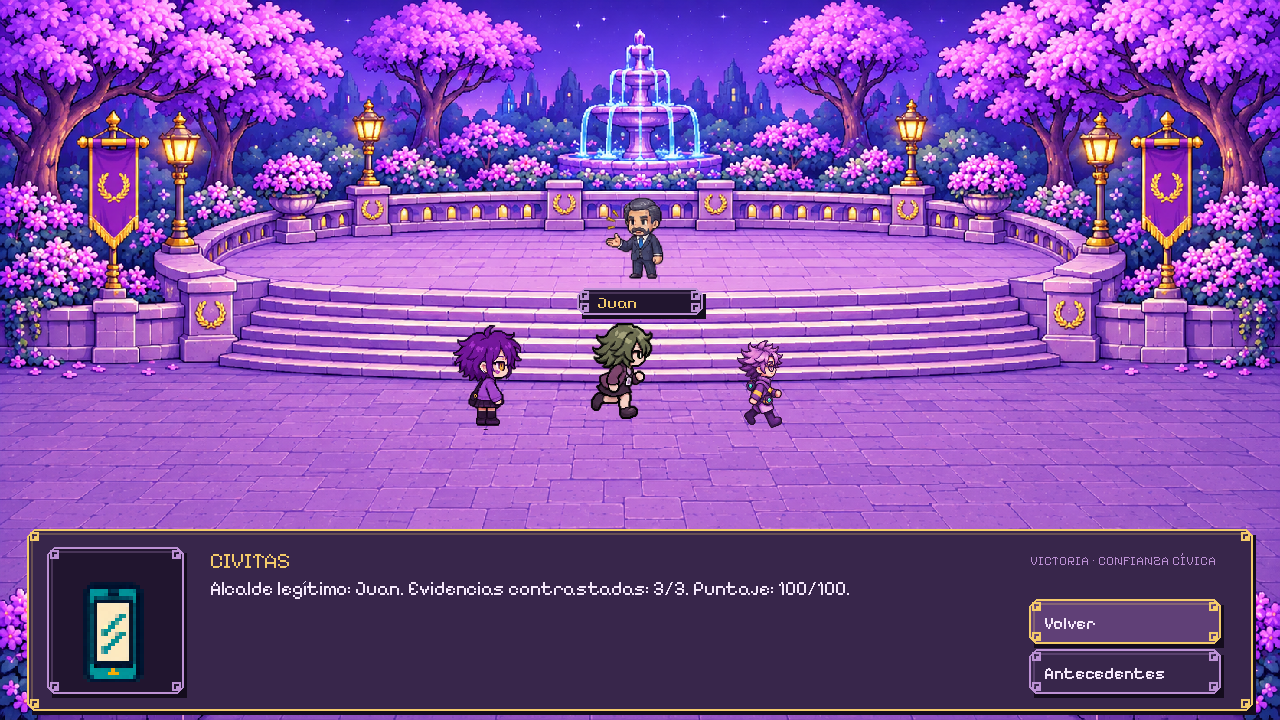 Juan
CIVITAS
VICTORIA · CONFIANZA CÍVICA
Alcalde legítimo: Juan. Evidencias contrastadas: 3/3. Puntaje: 100/100.
Volver
Antecedentes